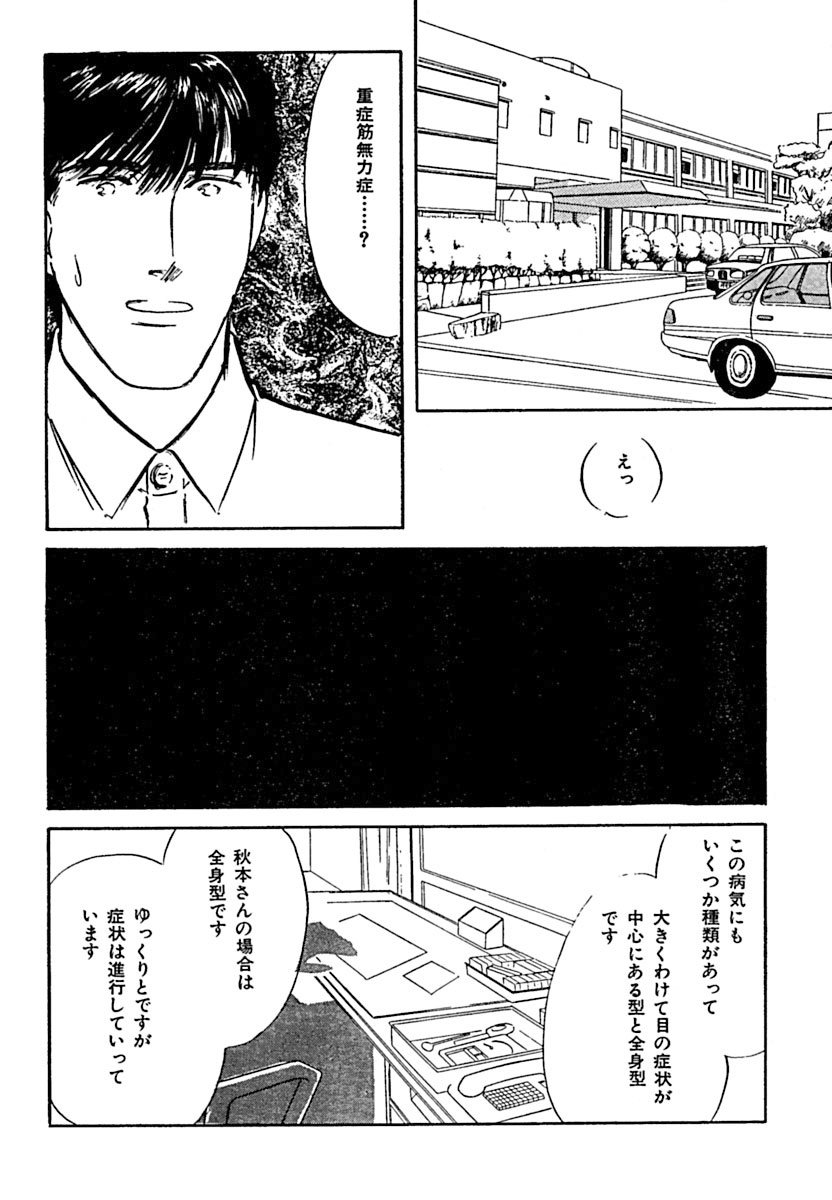 えっ
重症筋無力症……?
この病気にも
いくつか種類があって
大きくわけて目の症状が
中心にある型と全身型
です
秋本さんの場合は
全身型です
ゆっくりとですが
症状は進行していって
います